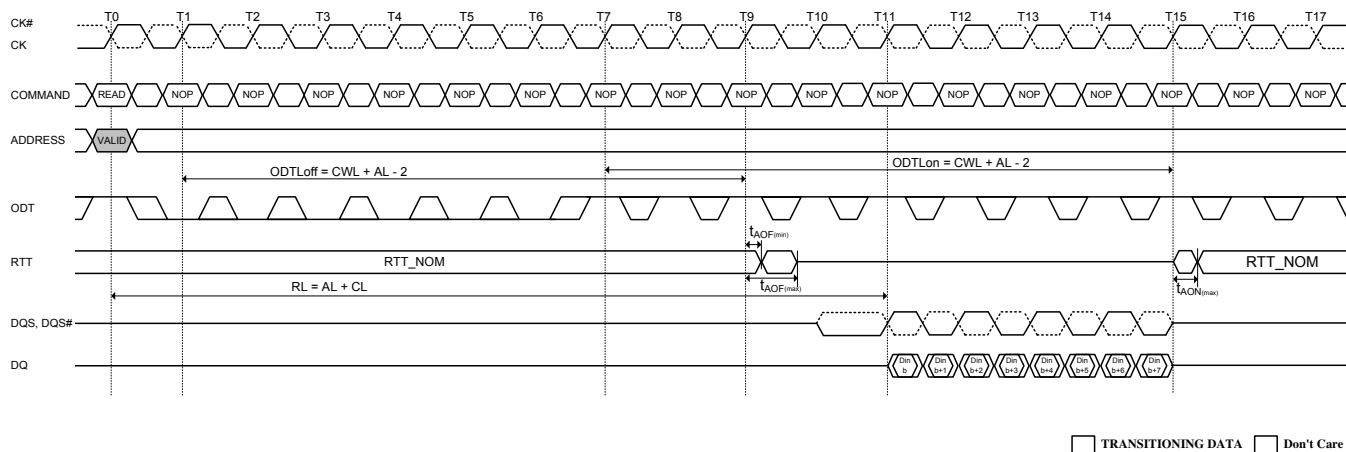 T0 T1 T2 T3 T4 T5 T6 T7 T8 T9 T10 T11 T12 T13 T14 T15 T16 T17
CK#
CK
COMMAND READ NOP NOP NOP NOP NOP NOP NOP NOP NOP NOP NOP NOP NOP NOP NOP NOP NOP
ADDRESS VALID
ODTLoff = CWL + AL - 2
ODTLon = CWL + AL - 2
ODT
tAOF(min)
RTT RTT_NOM RTT_NOM
tAOF(max)
tAON(max)
RL = AL + CL
DQS, DQS#
DQ Din b Din b+1 Din b+2 Din b+3 Din b+4 Din b+5 Din b+6 Din b+7
TRANSITIONING DATA Don't Care